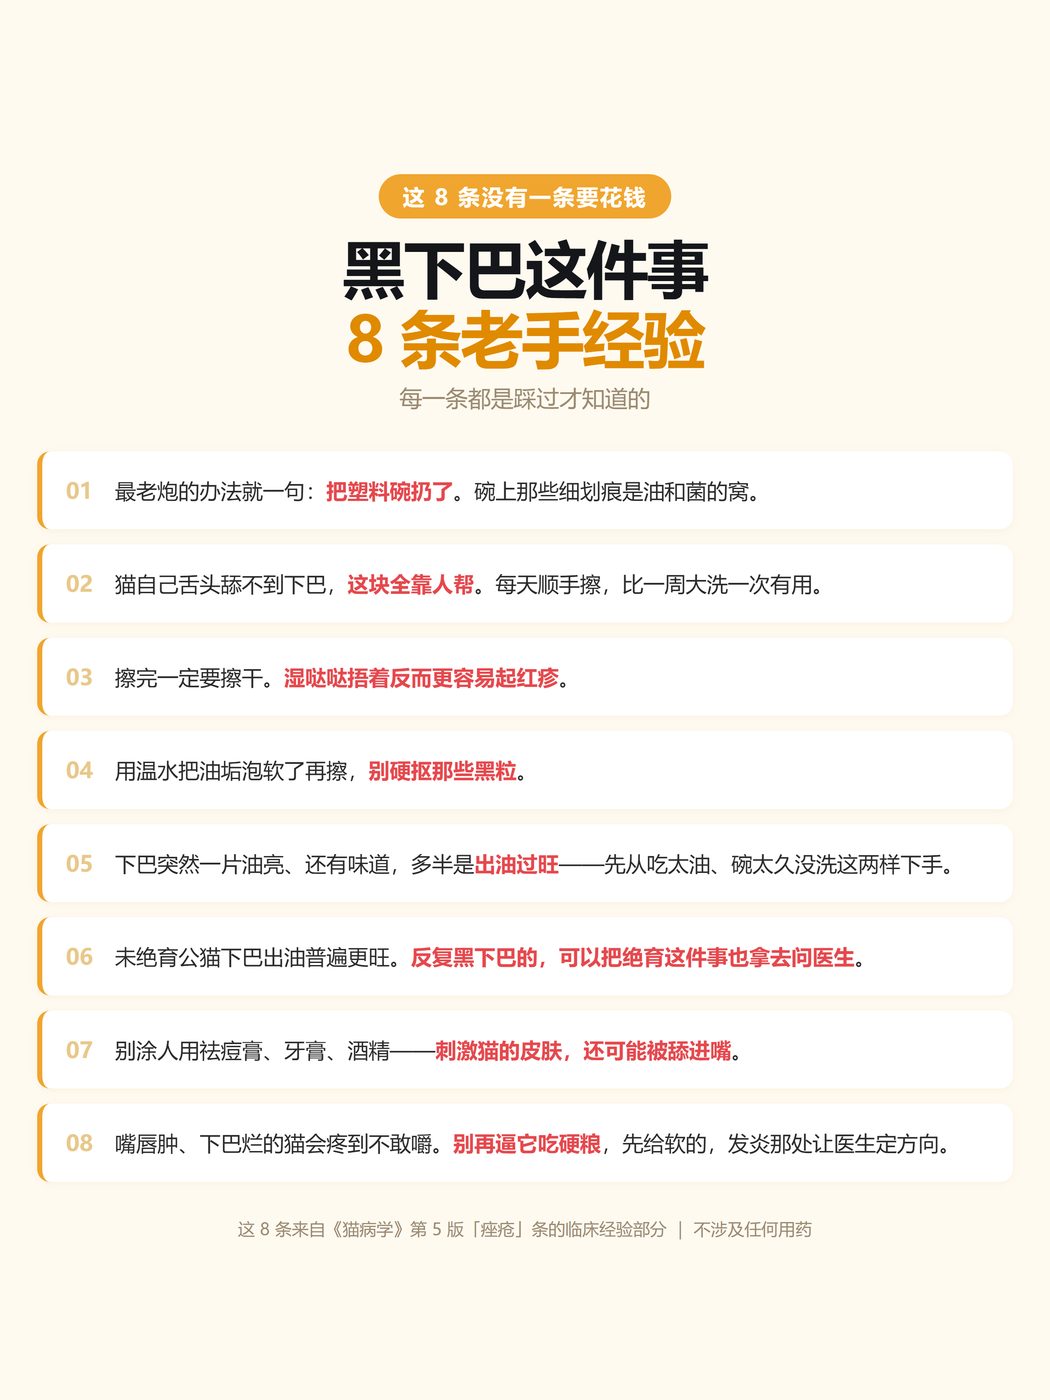 这 8 条没有一条要花钱
黑下巴这件事
8 条老手经验
每一条都是踩过才知道的
01 最老炮的办法就一句：把塑料碗扔了。碗上那些细划痕是油和菌的窝。
02 猫自己舌头舔不到下巴，这块全靠人帮。每天顺手擦，比一周大洗一次有用。
03 擦完一定要擦干。湿哒哒捂着反而更容易起红疹。
04 用温水把油垢泡软了再擦，别硬抠那些黑粒。
05 下巴突然一片油亮、还有味道，多半是出油过旺——先从吃太油、碗太久没洗这两样下手。
06 未绝育公猫下巴出油普遍更旺。反复黑下巴的，可以把绝育这件事也拿去问医生。
07 别涂人用祛痘膏、牙膏、酒精——刺激猫的皮肤，还可能被舔进嘴。
08 嘴唇肿、下巴烂的猫会疼到不敢嚼。别再逼它吃硬粮，先给软的，发炎那处让医生定方向。
这 8 条来自《猫病学》第 5 版「痤疮」条的临床经验部分 ｜ 不涉及任何用药